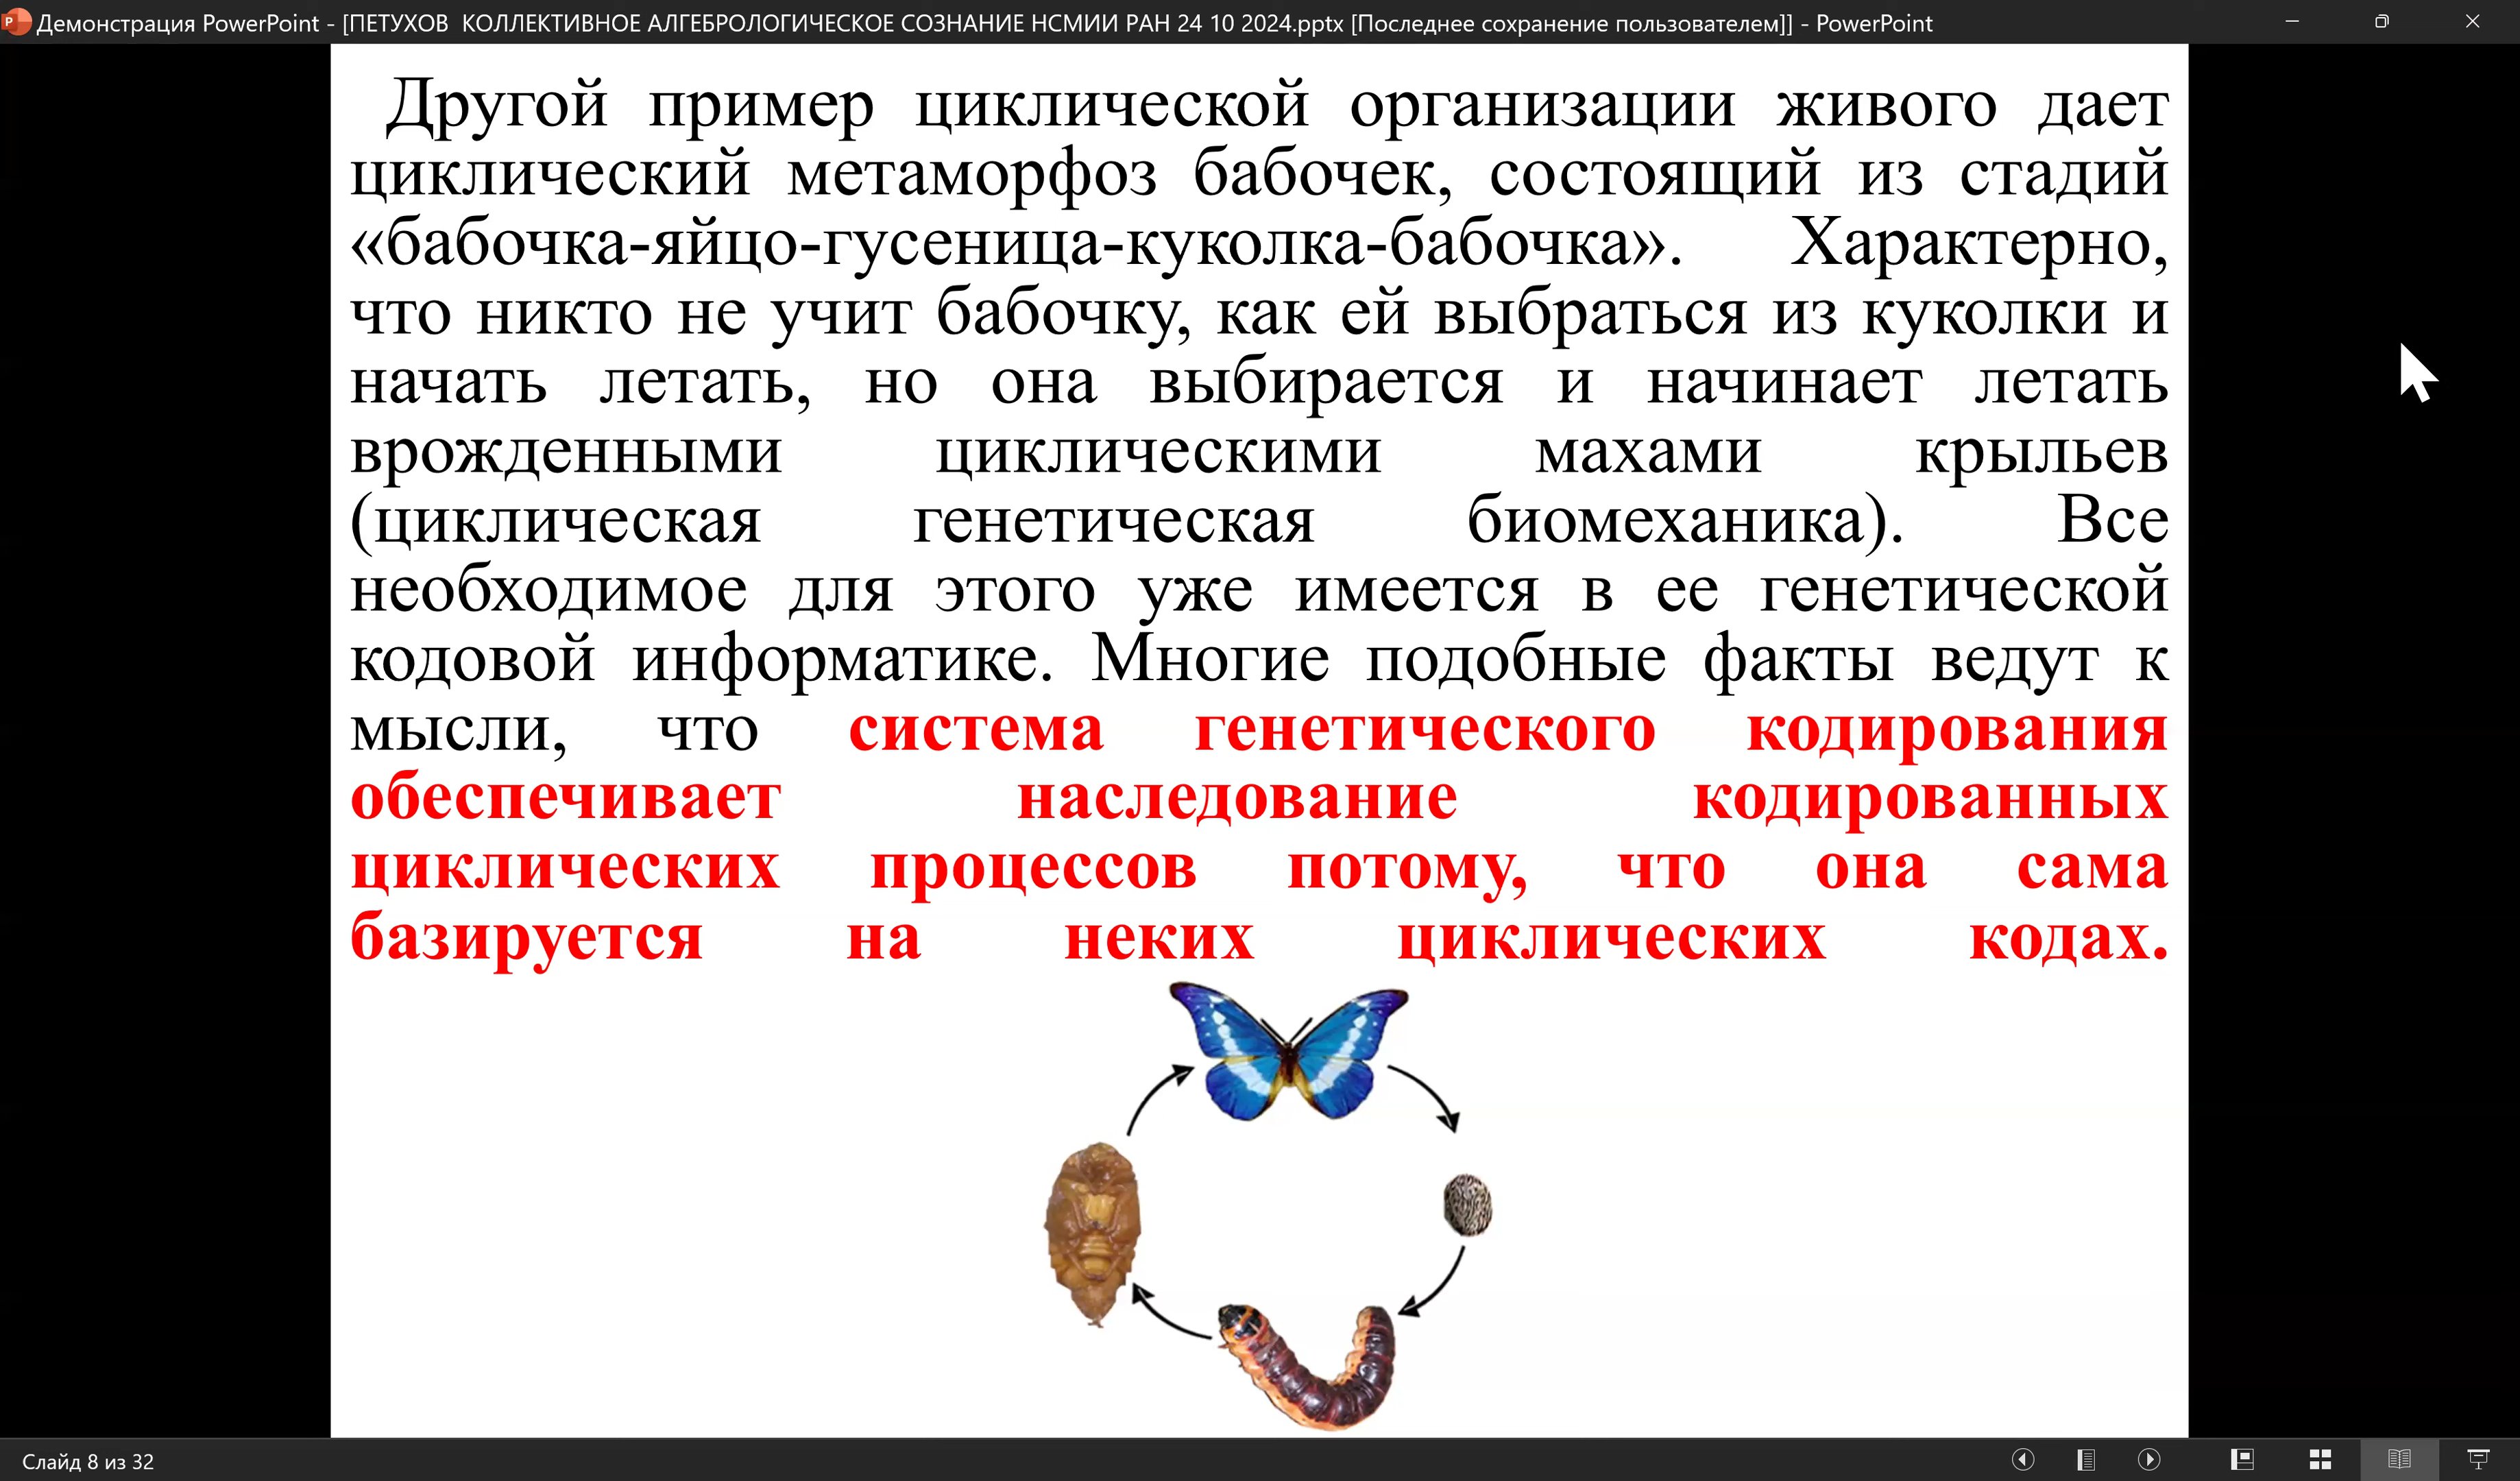 Демонстрация PowerPoint - [ПЕТУХОВ  КОЛЛЕКТИВНОЕ АЛГЕБРОЛОГИЧЕСКОЕ СОЗНАНИЕ НСМИИ РАН 24 10 2024.pptx [Последнее сохранение пользователем]] - PowerPoint
Другой пример циклической организации живого дает
циклический метаморфоз бабочек, состоящий из стадий
«бабочка-яйцо-гусеница-куколка-бабочка». Характерно,
что никто не учит бабочку, как ей выбраться из куколки и
начать летать, но она выбирается и начинает летать
врожденными циклическими махами крыльев
(циклическая генетическая биомеханика). Все
необходимое для этого уже имеется в ее генетической
кодовой информатике. Многие подобные факты ведут к
мысли, что система генетического кодирования
обеспечивает наследование кодированных
циклических процессов потому, что она сама
базируется на неких циклических кодах.
Слайд 8 из 32